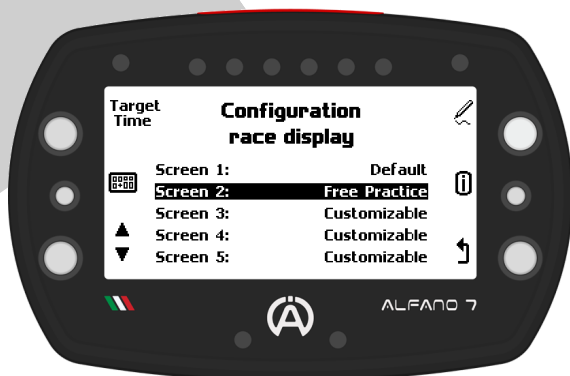 Target
Time
Configuration
race display
Screen 1: Default
Screen 2: Free Practice
Screen 3: Customizable
Screen 4: Customizable
Screen 5: Customizable
ALFANO 7